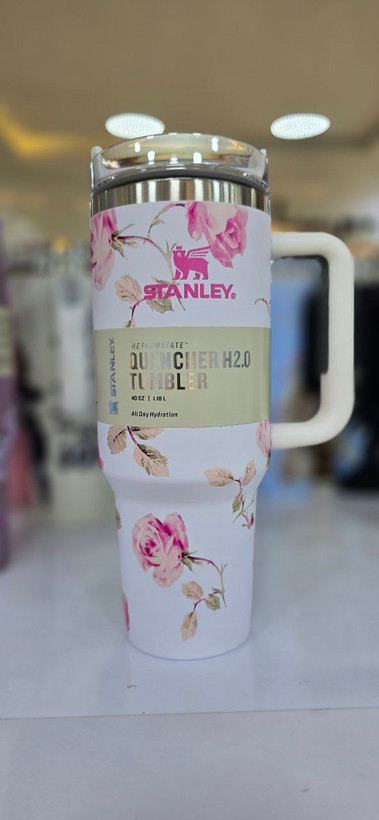 STANLEY®
STANLEY
THE FLOWSTATE™
QUENCHER H2.0
TUMBLER
40 OZ | 1.18 L
All Day Hydration